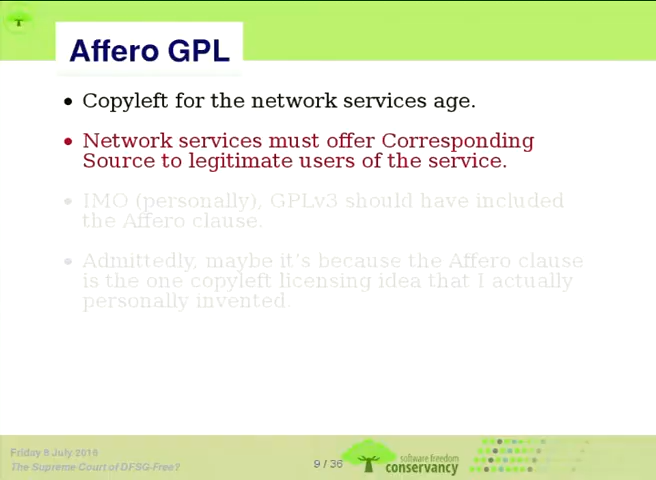 Affero GPL
• Copyleft for the network services age.
• Network services must offer Corresponding
Source to legitimate users of the service.
• IMO (personally), GPLv3 should have included
the Affero clause.
• Admittedly, maybe it's because the Affero clause
is the one copyleft licensing idea that I actually
personally invented.
Friday 8 July 2016
The Supreme Court of DFSG-Free?
9 / 36
software freedom
conservancy